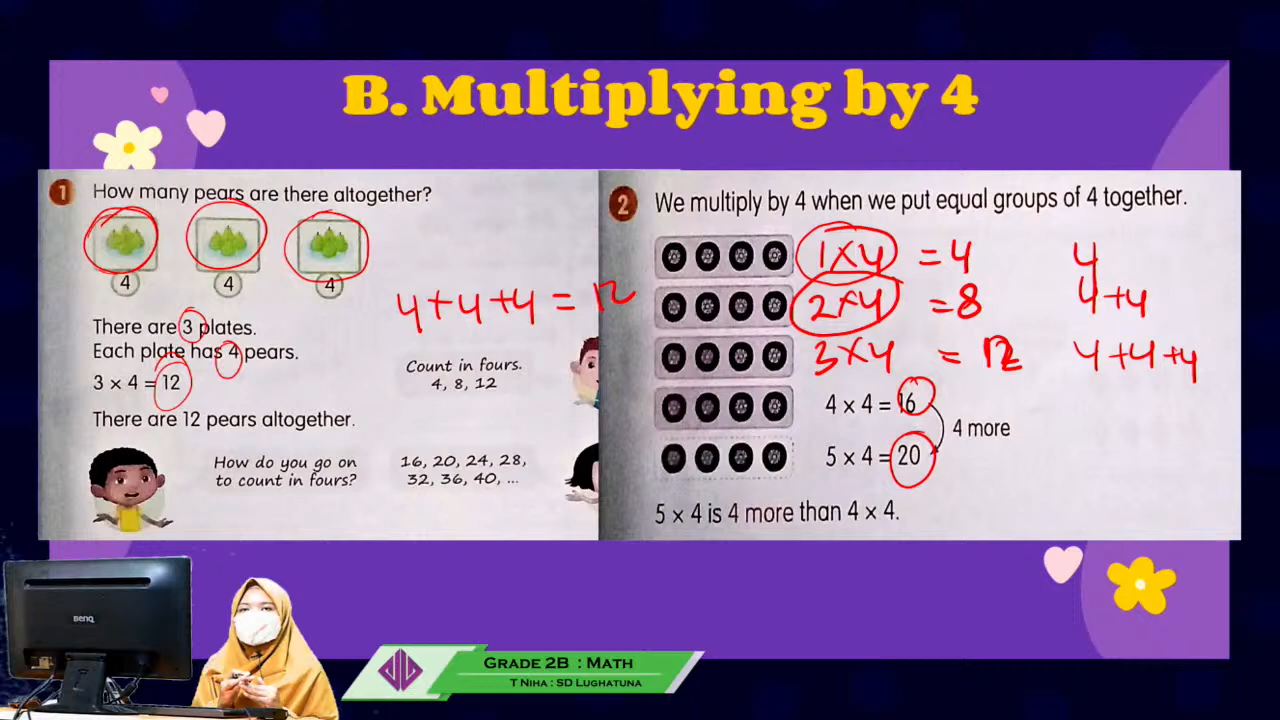 B. Multiplying by 4
1
How many pears are there altogether?
4
4
4
4+4+4 = 12
There are 3 plates.
Each plate has 4 pears.
3 × 4 = 12
There are 12 pears altogether.
Count in fours.
4, 8, 12
How do you go on
to count in fours?
16, 20, 24, 28,
32, 36, 40, ...
2
We multiply by 4 when we put equal groups of 4 together.
1×4 = 4 4
2×4 = 8 4+4
3×4 = 12 4+4+4
4 × 4 = 16
4 more
5 × 4 = 20
5 × 4 is 4 more than 4 × 4.
BenQ
Grade 2B : Math
T Niha : SD Lughatuna